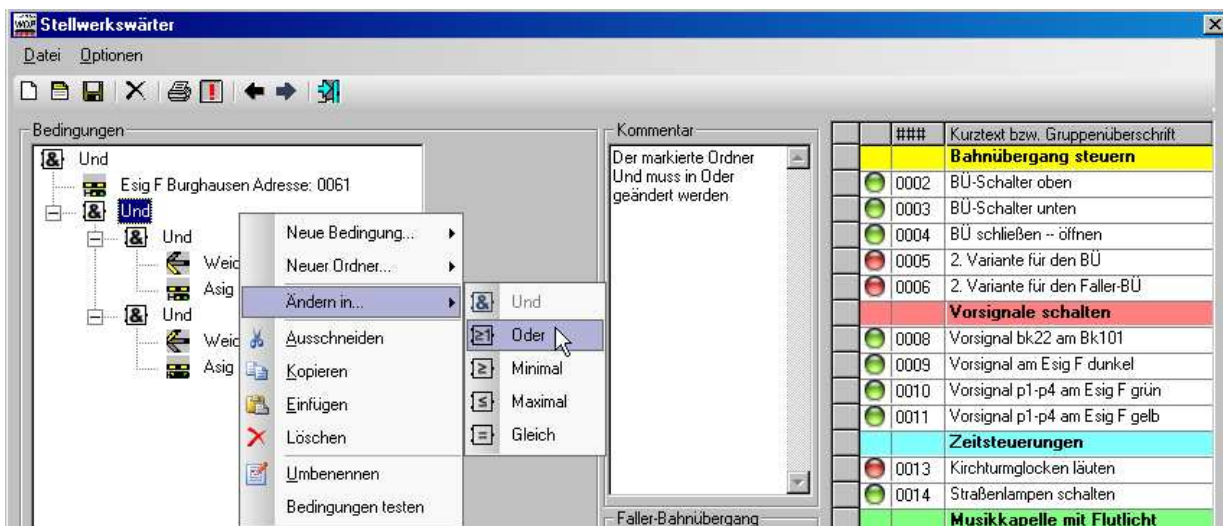 Stellwerkswärter
Datei Optionen
Bedingungen
& Und
Esig F Burghausen Adresse: 0061
& Und
& Und
Weic
Asig
& Und
Weic
Asig
Neue Bedingung...
Neuer Ordner...
Ändern in...
Ausschneiden
Kopieren
Einfügen
Löschen
Umbenennen
Bedingungen testen
& Und
≥1 Oder
≥ Minimal
≤ Maximal
= Gleich
Kommentar
Der markierte Ordner
Und muss in Oder
geändert werden
Faller-Bahnübergang
### Kurztext bzw. Gruppenüberschrift
Bahnübergang steuern
0002 BÜ-Schalter oben
0003 BÜ-Schalter unten
0004 BÜ schließen -- öffnen
0005 2. Variante für den BÜ
0006 2. Variante für den Faller-BÜ
Vorsignale schalten
0008 Vorsignal bk22 am Bk101
0009 Vorsignal am Esig F dunkel
0010 Vorsignal p1-p4 am Esig F grün
0011 Vorsignal p1-p4 am Esig F gelb
Zeitsteuerungen
0013 Kirchturmglocken läuten
0014 Straßenlampen schalten
Musikkapelle mit Flutlicht